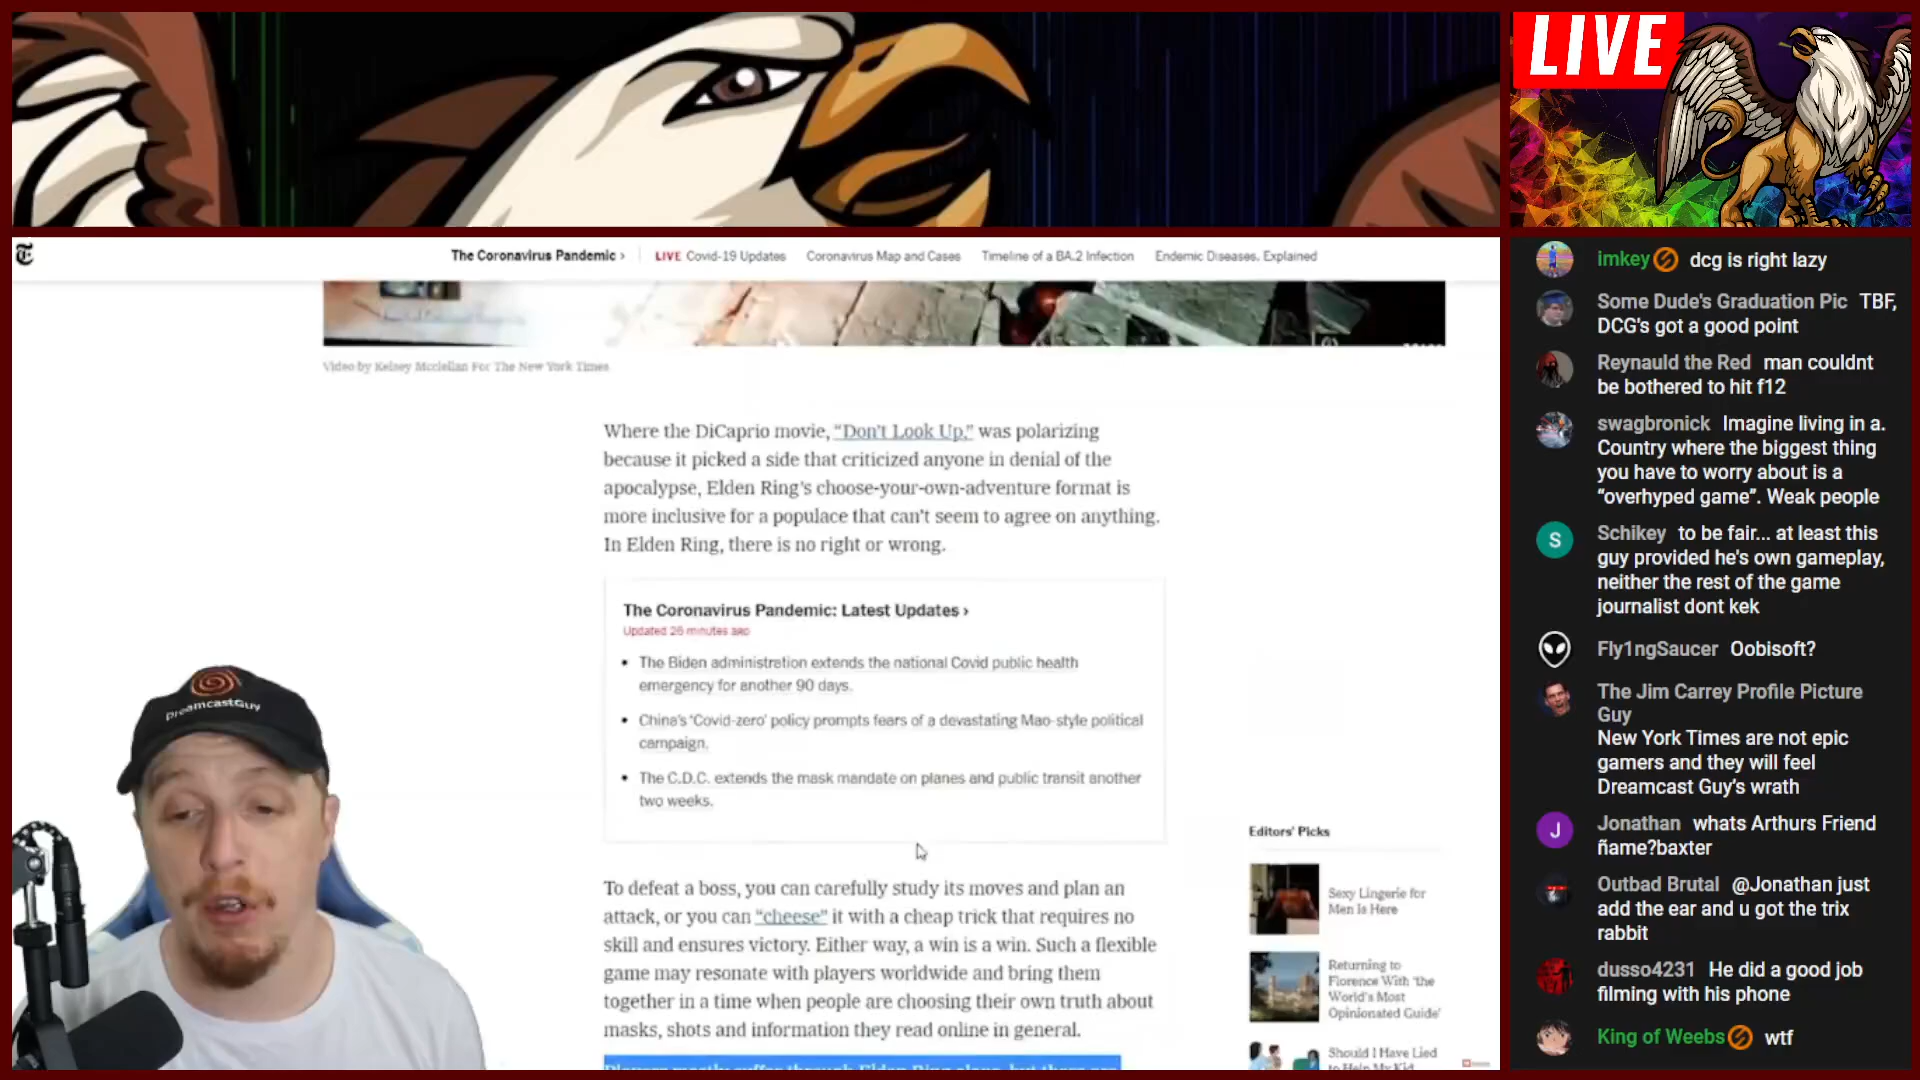 LIVE
The Coronavirus Pandemic ›
LIVE Covid-19 Updates
Coronavirus Map and Cases
Timeline of a BA.2 Infection
Endemic Diseases, Explained
Video by Kelsey Mcclellan For The New York Times
Where the DiCaprio movie, “Don’t Look Up,” was polarizing
because it picked a side that criticized anyone in denial of the
apocalypse, Elden Ring’s choose-your-own-adventure format is
more inclusive for a populace that can’t seem to agree on anything.
In Elden Ring, there is no right or wrong.
The Coronavirus Pandemic: Latest Updates ›
Updated 26 minutes ago
• The Biden administration extends the national Covid public health
emergency for another 90 days.
• China’s ‘Covid-zero’ policy prompts fears of a devastating Mao-style political
campaign.
• The C.D.C. extends the mask mandate on planes and public transit another
two weeks.
To defeat a boss, you can carefully study its moves and plan an
attack, or you can “cheese” it with a cheap trick that requires no
skill and ensures victory. Either way, a win is a win. Such a flexible
game may resonate with players worldwide and bring them
together in a time when people are choosing their own truth about
masks, shots and information they read online in general.
Editors’ Picks
Sexy Lingerie for
Men Is Here
Returning to
Florence With ‘the
World’s Most
Opinionated Guide’
Should I Have Lied
to Help My Kid
DreamcastGuy
imkey dcg is right lazy
Some Dude's Graduation Pic TBF,
DCG's got a good point
Reynauld the Red man couldnt
be bothered to hit f12
swagbronick Imagine living in a.
Country where the biggest thing
you have to worry about is a
“overhyped game”. Weak people
S
Schikey to be fair... at least this
guy provided he's own gameplay,
neither the rest of the game
journalist dont kek
Fly1ngSaucer Oobisoft?
The Jim Carrey Profile Picture
Guy
New York Times are not epic
gamers and they will feel
Dreamcast Guy's wrath
J
Jonathan whats Arthurs Friend
ñame?baxter
Outbad Brutal @Jonathan just
add the ear and u got the trix
rabbit
dusso4231 He did a good job
filming with his phone
King of Weebs wtf